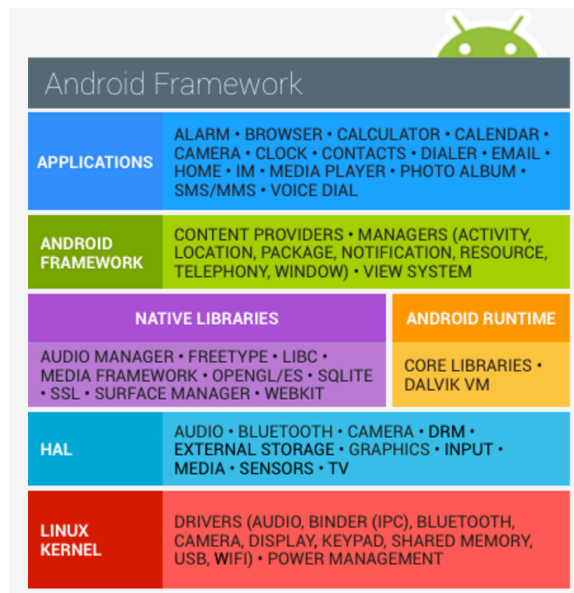 Android Framework
APPLICATIONS
ALARM • BROWSER • CALCULATOR • CALENDAR •
CAMERA • CLOCK • CONTACTS • DIALER • EMAIL •
HOME • IM • MEDIA PLAYER • PHOTO ALBUM •
SMS/MMS • VOICE DIAL
ANDROID
FRAMEWORK
CONTENT PROVIDERS • MANAGERS (ACTIVITY,
LOCATION, PACKAGE, NOTIFICATION, RESOURCE,
TELEPHONY, WINDOW) • VIEW SYSTEM
NATIVE LIBRARIES
AUDIO MANAGER • FREETYPE • LIBC •
MEDIA FRAMEWORK • OPENGL/ES • SQLITE
• SSL • SURFACE MANAGER • WEBKIT
ANDROID RUNTIME
CORE LIBRARIES •
DALVIK VM
HAL
AUDIO • BLUETOOTH • CAMERA • DRM •
EXTERNAL STORAGE • GRAPHICS • INPUT •
MEDIA • SENSORS • TV
LINUX
KERNEL
DRIVERS (AUDIO, BINDER (IPC), BLUETOOTH,
CAMERA, DISPLAY, KEYPAD, SHARED MEMORY,
USB, WIFI) • POWER MANAGEMENT